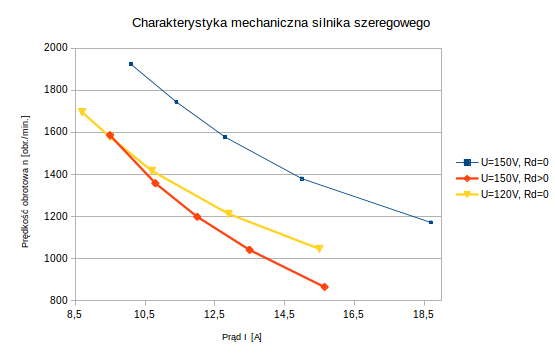 Charakterystyka mechaniczna silnika szeregowego
2000
1800
1600
1400
1200
1000
800
8,5
10,5
12,5
14,5
16,5
18,5
Prędkość obrotowa n [obr./min.]
Prąd I [A]
U=150V, Rd=0
U=150V, Rd>0
U=120V, Rd=0